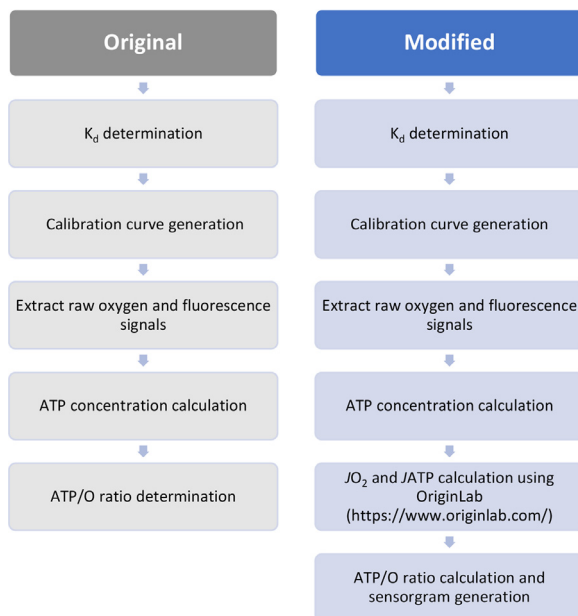 Original
K_d determination
Calibration curve generation
Extract raw oxygen and fluorescence
signals
ATP concentration calculation
ATP/O ratio determination
Modified
K_d determination
Calibration curve generation
Extract raw oxygen and fluorescence
signals
ATP concentration calculation
JO₂ and JATP calculation using
OriginLab
(https://www.originlab.com/)
ATP/O ratio calculation and
sensorgram generation